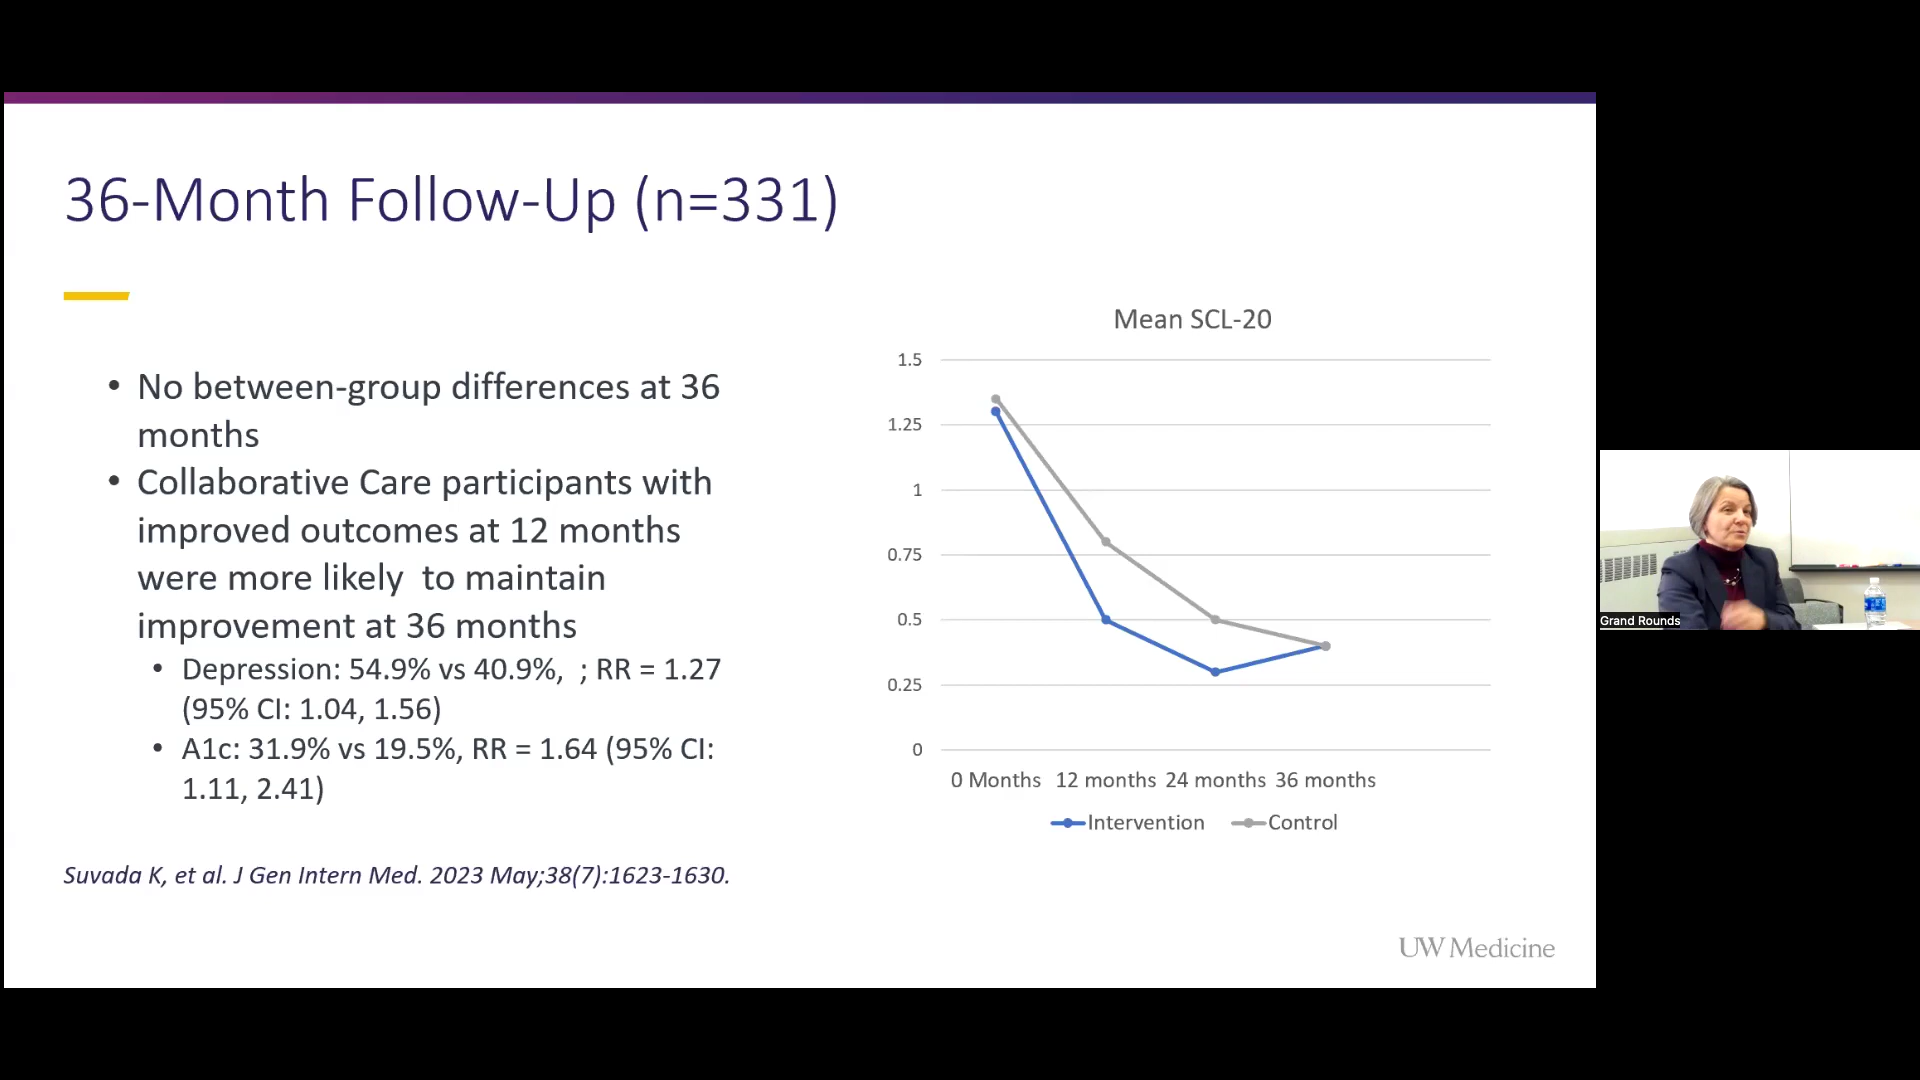 36-Month Follow-Up (n=331)
• No between-group differences at 36
months
• Collaborative Care participants with
improved outcomes at 12 months
were more likely  to maintain
improvement at 36 months
• Depression: 54.9% vs 40.9%,  ; RR = 1.27
(95% CI: 1.04, 1.56)
• A1c: 31.9% vs 19.5%, RR = 1.64 (95% CI:
1.11, 2.41)
Suvada K, et al. J Gen Intern Med. 2023 May;38(7):1623-1630.
Mean SCL-20
1.5
1.25
1
0.75
0.5
0.25
0
0 Months 12 months 24 months 36 months
Intervention Control
UW Medicine
Grand Rounds